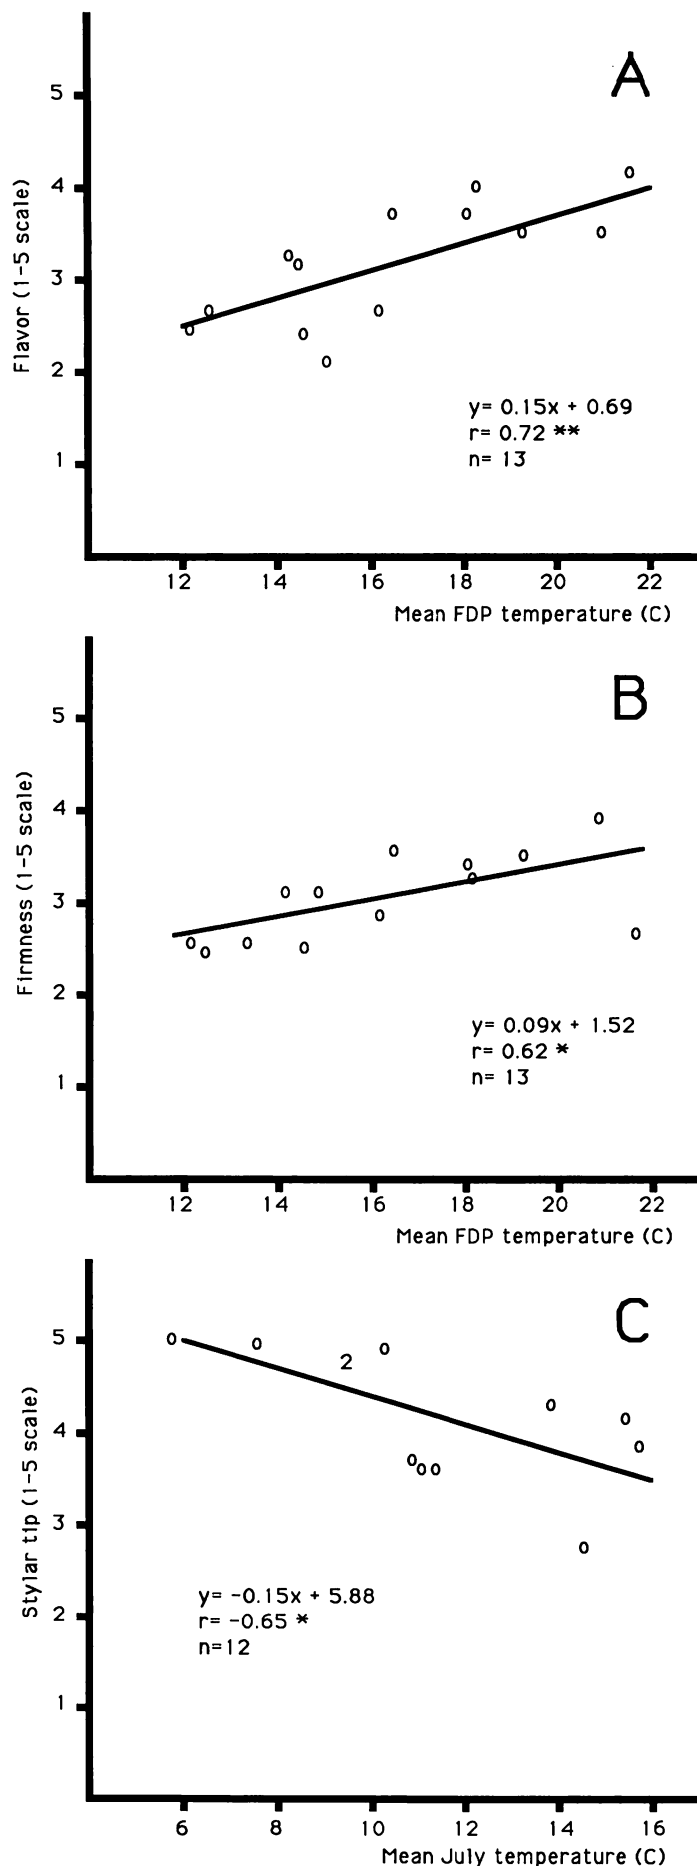 A
5
4
3
2
1
Flavor (1-5 scale)
y= 0.15x + 0.69
r= 0.72 **
n= 13
12 14 16 18 20 22
Mean FDP temperature (C)
B
5
4
3
2
1
Firmness (1-5 scale)
y= 0.09x + 1.52
r= 0.62 *
n= 13
12 14 16 18 20 22
Mean FDP temperature (C)
C
5
4
3
2
1
Stylar tip (1-5 scale)
2
y= -0.15x + 5.88
r= -0.65 *
n=12
6 8 10 12 14 16
Mean July temperature (C)